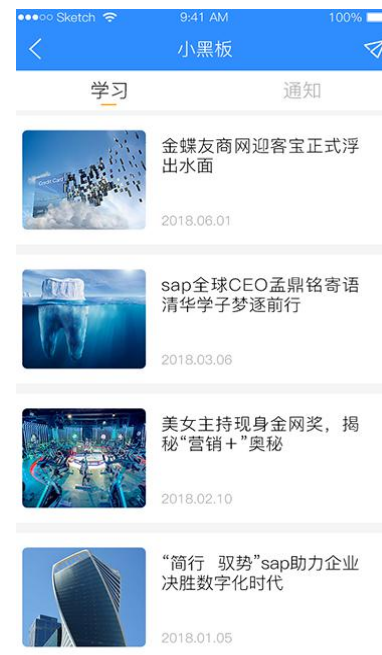 Sketch 9:41 AM 100%
小黑板
学习 通知
金蝶友商网迎客宝正式浮
出水面
2018.06.01
sap全球CEO孟鼎铭寄语
清华学子梦逐前行
2018.03.06
美女主持现身金网奖，揭
秘“营销＋”奥秘
2018.02.10
“简行 驭势”sap助力企业
决胜数字化时代
2018.01.05
Credit Card